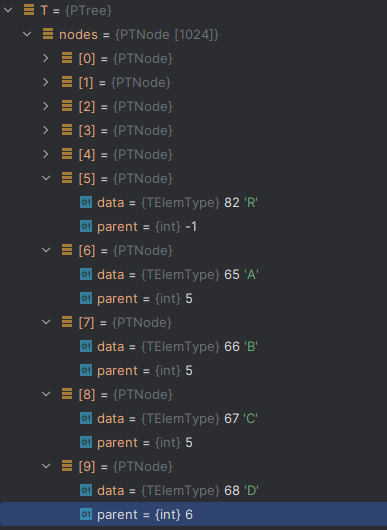 T = {PTree}
nodes = {PTNode [1024]}
[0] = {PTNode}
[1] = {PTNode}
[2] = {PTNode}
[3] = {PTNode}
[4] = {PTNode}
[5] = {PTNode}
01 data = {TElemType} 82 'R'
01 parent = {int} -1
[6] = {PTNode}
01 data = {TElemType} 65 'A'
01 parent = {int} 5
[7] = {PTNode}
01 data = {TElemType} 66 'B'
01 parent = {int} 5
[8] = {PTNode}
01 data = {TElemType} 67 'C'
01 parent = {int} 5
[9] = {PTNode}
01 data = {TElemType} 68 'D'
01 parent = {int} 6